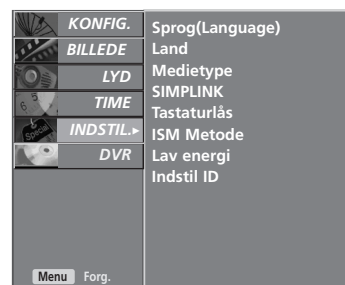 KONFIG.
BILLEDE
LYD
TIME
INDSTIL.
DVR
Sprog(Language)
Land
Medietype
SIMPLINK
Tastaturlås
ISM Metode
Lav energi
Indstil ID
Menu Forg.